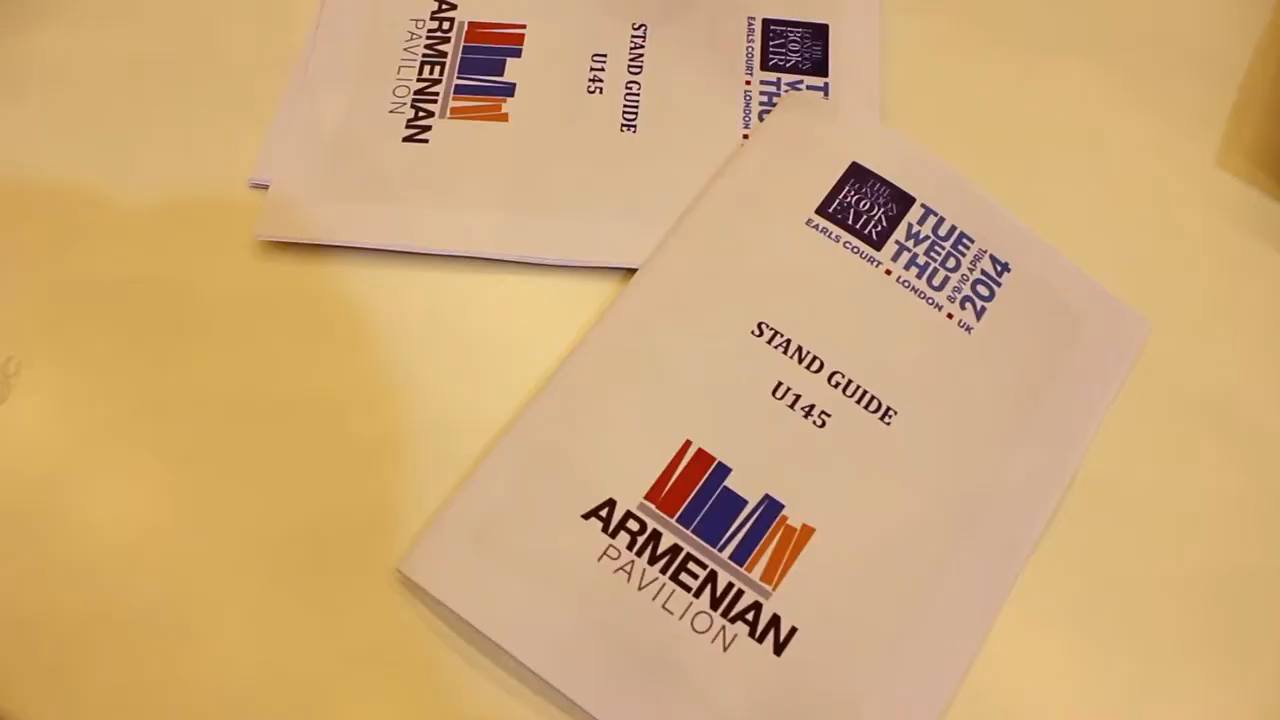 THE
LONDON
BOOK
FAIR
TUE
WED
THU
8/9/10 APRIL
2014
EARLS COURT ▪ LONDON ▪ UK
STAND GUIDE
U145
ARMENIAN
PAVILION
THE
LONDON
BOOK
FAIR
T
W
TH
EARLS COURT ▪ LONDON ▪
STAND GUIDE
U145
ARMENIAN
PAVILION